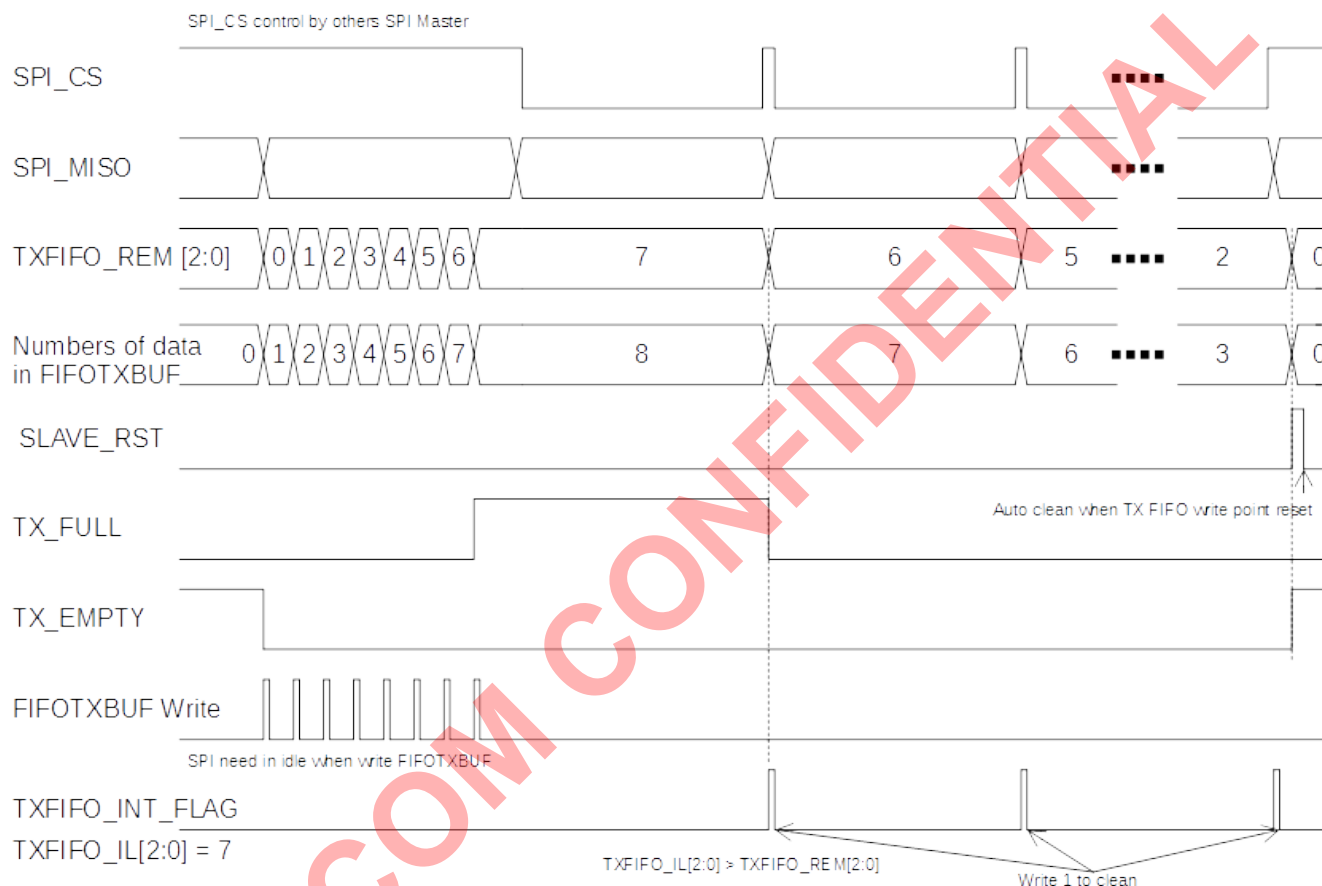 SPI_CS control by others SPI Master
SPI_CS
SPI_MISO
TXFIFO_REM [2:0] 0 1 2 3 4 5 6 7 6 5 2 0
Numbers of data
in FIFOTXBUF 0 1 2 3 4 5 6 7 8 7 6 3 0
SLAVE_RST
Auto clean when TX FIFO write point reset
TX_FULL
TX_EMPTY
FIFOTXBUF Write
SPI need in idle when write FIFOTXBUF
TXFIFO_INT_FLAG
TXFIFO_IL[2:0] = 7
TXFIFO_IL[2:0] > TXFIFO_REM[2:0]
Write 1 to clean
COM CONFIDENTIAL